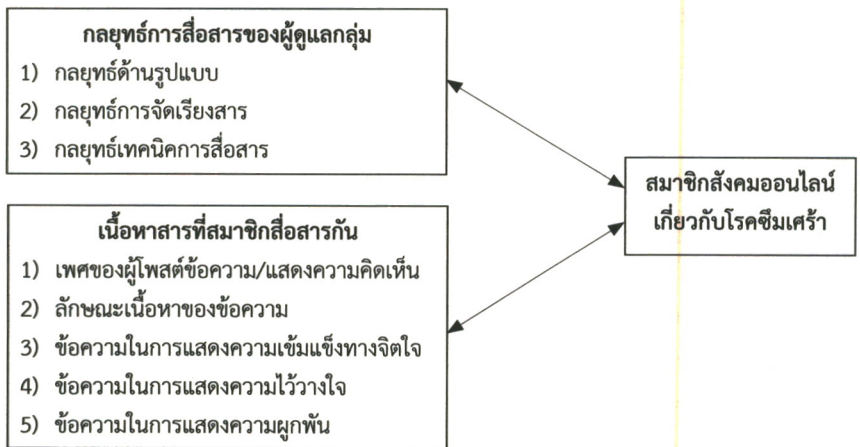 กลยุทธ์การสื่อสารของผู้ดูแลกลุ่ม
1) กลยุทธ์ด้านรูปแบบ
2) กลยุทธ์การจัดเรียงสาร
3) กลยุทธ์เทคนิคการสื่อสาร
สมาชิกสังคมออนไลน์
เกี่ยวกับโรคซึมเศร้า
เนื้อหาสารที่สมาชิกสื่อสารกัน
1) เพศของผู้โพสต์ข้อความ/แสดงความคิดเห็น
2) ลักษณะเนื้อหาของข้อความ
3) ข้อความในการแสดงความเข้มแข็งทางจิตใจ
4) ข้อความในการแสดงความไว้วางใจ
5) ข้อความในการแสดงความผูกพัน